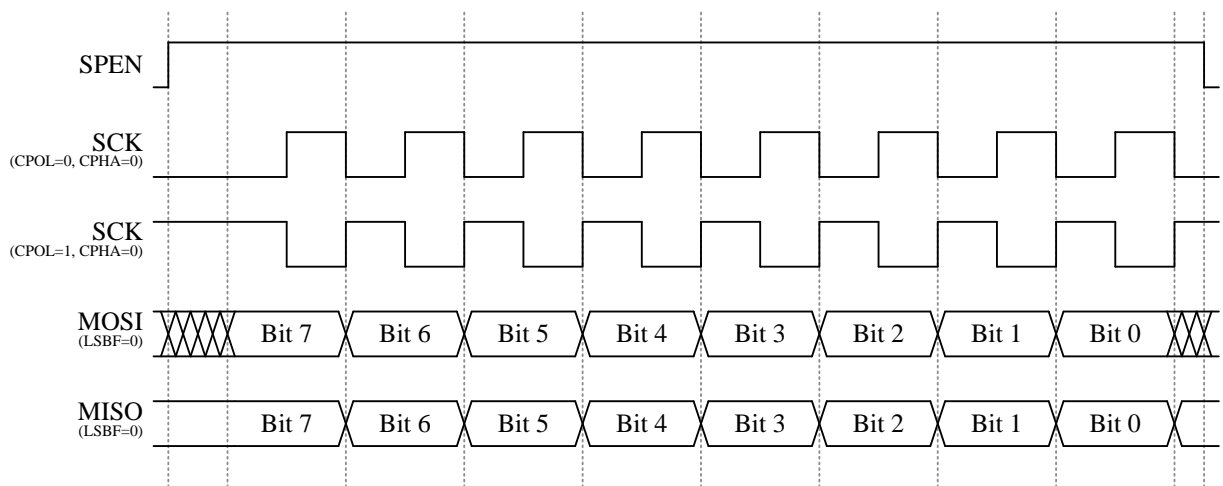 SPEN
SCK
(CPOL=0, CPHA=0)
SCK
(CPOL=1, CPHA=0)
MOSI
(LSBF=0)
Bit 7 Bit 6 Bit 5 Bit 4 Bit 3 Bit 2 Bit 1 Bit 0
MISO
(LSBF=0)
Bit 7 Bit 6 Bit 5 Bit 4 Bit 3 Bit 2 Bit 1 Bit 0